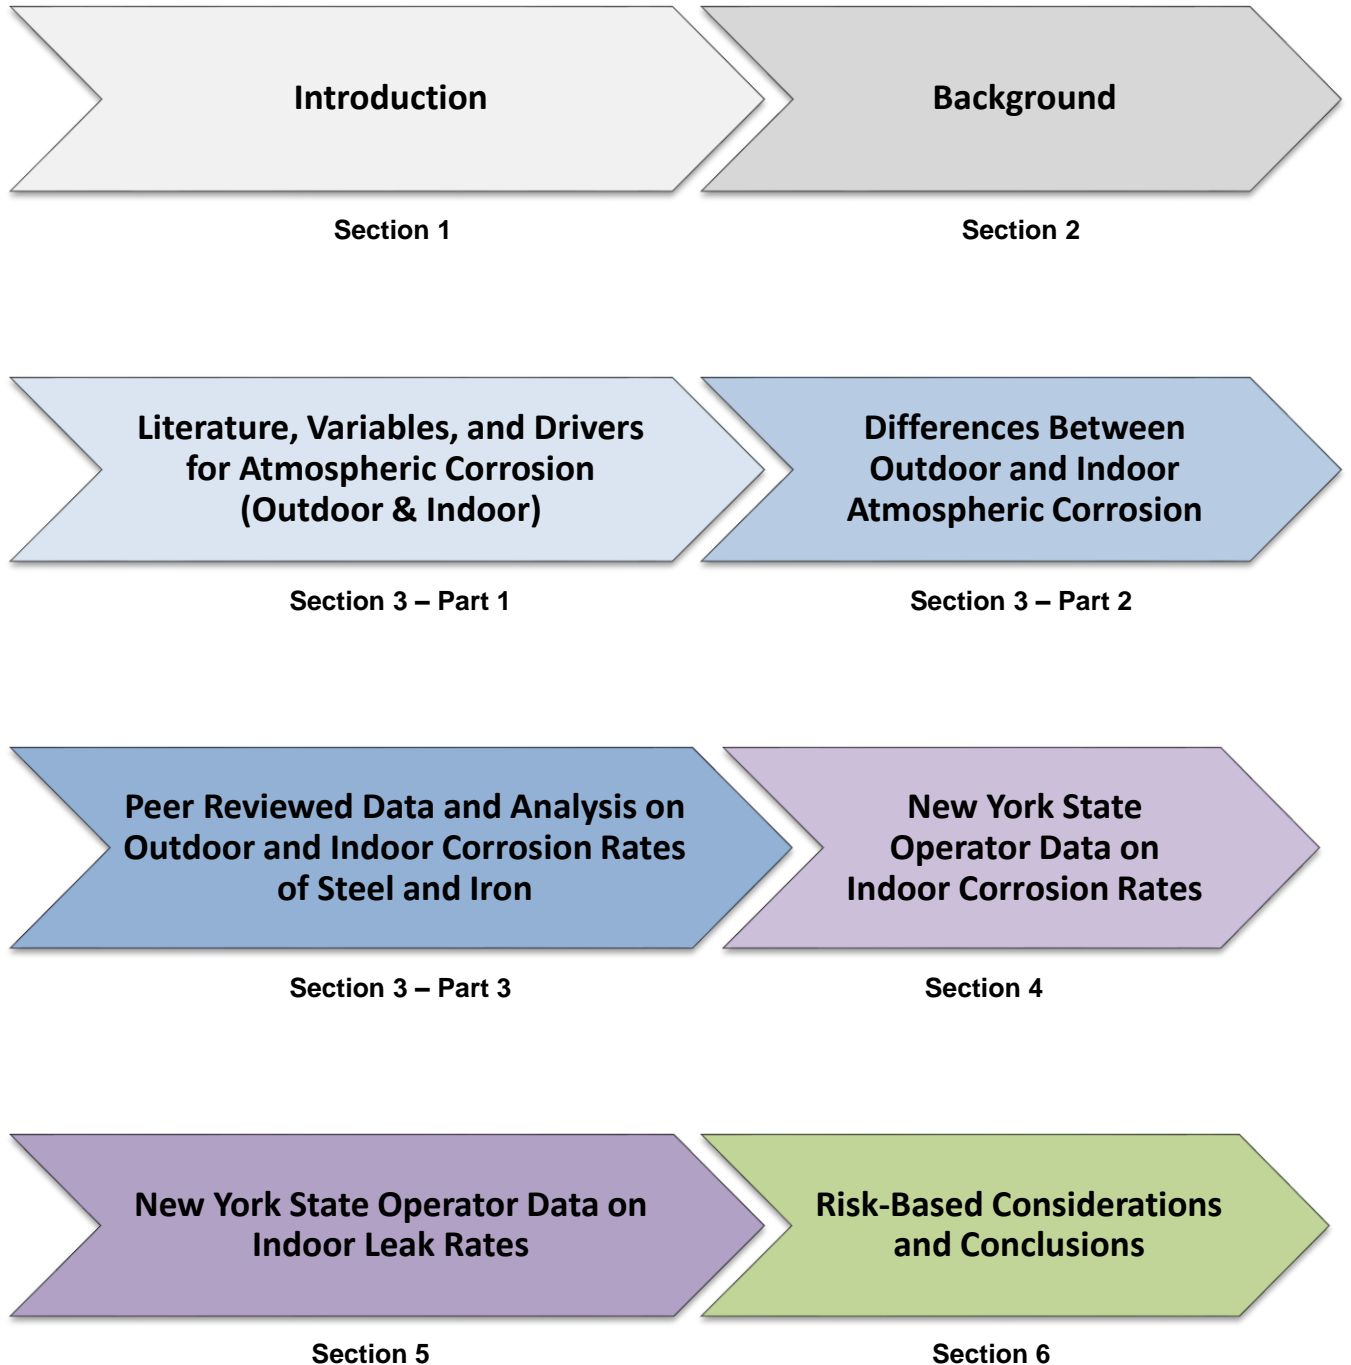 Introduction
Background
Section 1
Section 2
Literature, Variables, and Drivers
for Atmospheric Corrosion
(Outdoor & Indoor)
Differences Between
Outdoor and Indoor
Atmospheric Corrosion
Section 3 – Part 1
Section 3 – Part 2
Peer Reviewed Data and Analysis on
Outdoor and Indoor Corrosion Rates
of Steel and Iron
New York State
Operator Data on
Indoor Corrosion Rates
Section 3 – Part 3
Section 4
New York State Operator Data on
Indoor Leak Rates
Risk-Based Considerations
and Conclusions
Section 5
Section 6